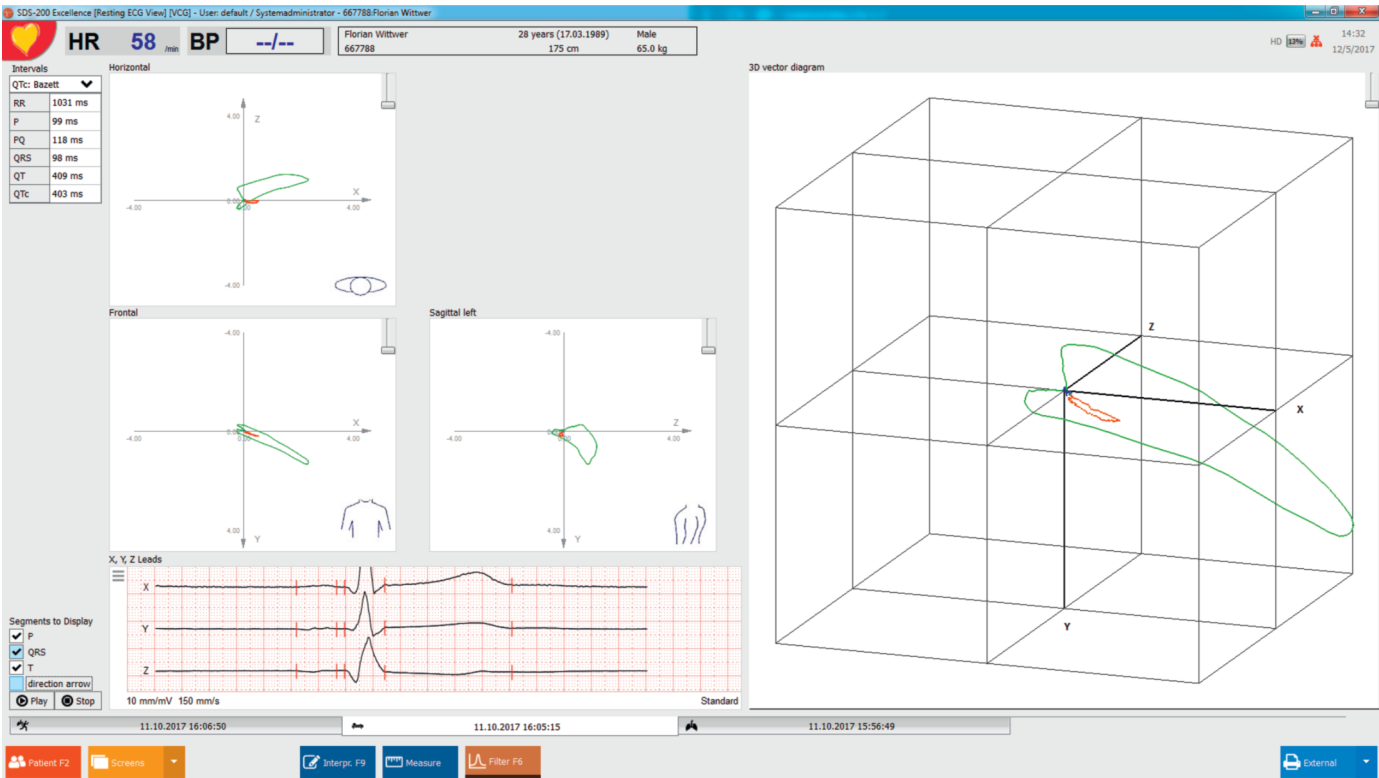 SDS-200 Excellence [Resting ECG View] [VCG] - User: default / Systemadministrator - 667788:Florian Wittwer
HR 58 /min BP --/--
Florian Wittwer 28 years (17.03.1989) Male
667788 175 cm 65.0 kg
HD 13% 14:32
12/5/2017
Intervals
QTc: Bazett
RR 1031 ms
P 99 ms
PQ 118 ms
QRS 98 ms
QT 409 ms
QTc 403 ms
Horizontal
4.00
Z
X
-4.00
0.00
4.00
-4.00
Frontal
-4.00
X
-4.00
4.00
4.00
Y
Sagittal left
-4.00
Z
-4.00
4.00
4.00
Y
3D vector diagram
Z
X
Y
X, Y, Z Leads
X
Y
Z
10 mm/mV 150 mm/s
Standard
Segments to Display
P
QRS
T
direction arrow
Play Stop
11.10.2017 16:06:50
11.10.2017 16:05:15
11.10.2017 15:56:49
Patient F2
Screens
Interpr. F9
Measure
Filter F6
External